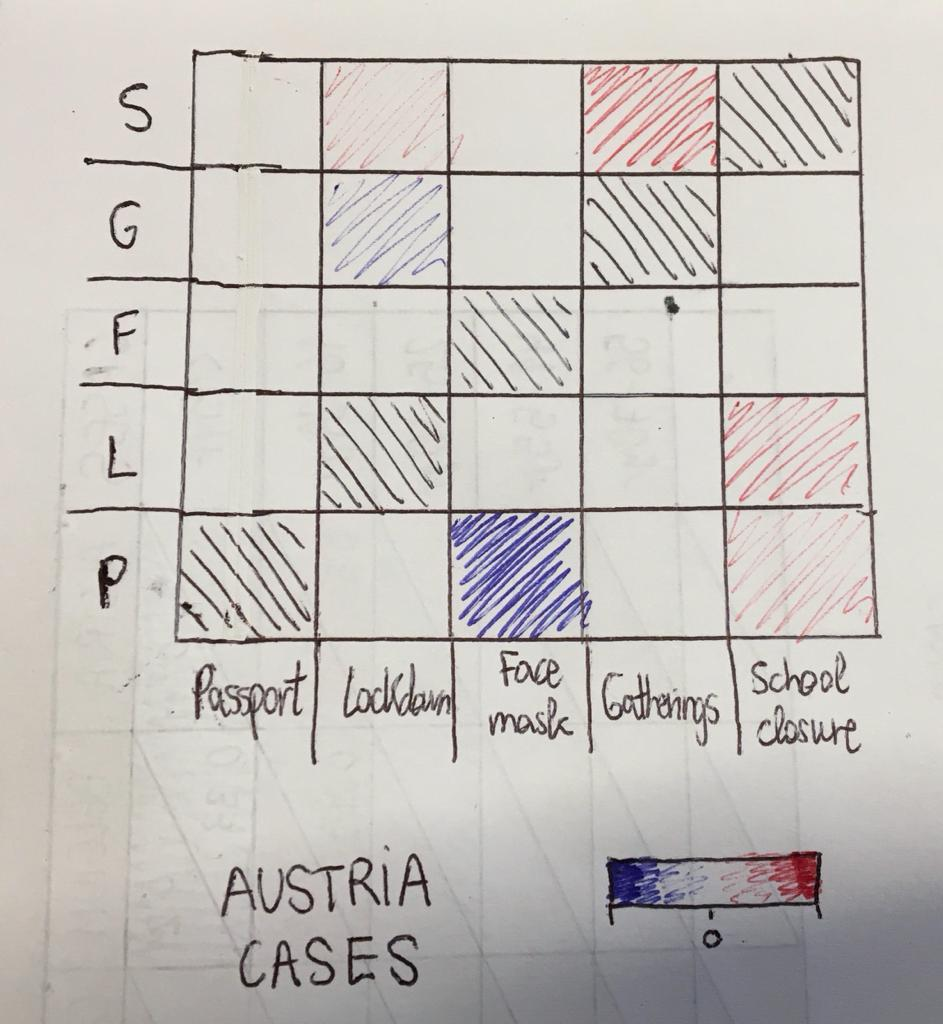 S
G
F
L
P
Passport
Lockdown
Face
mask
Gatherings
School
closure
AUSTRiA
CASES
0